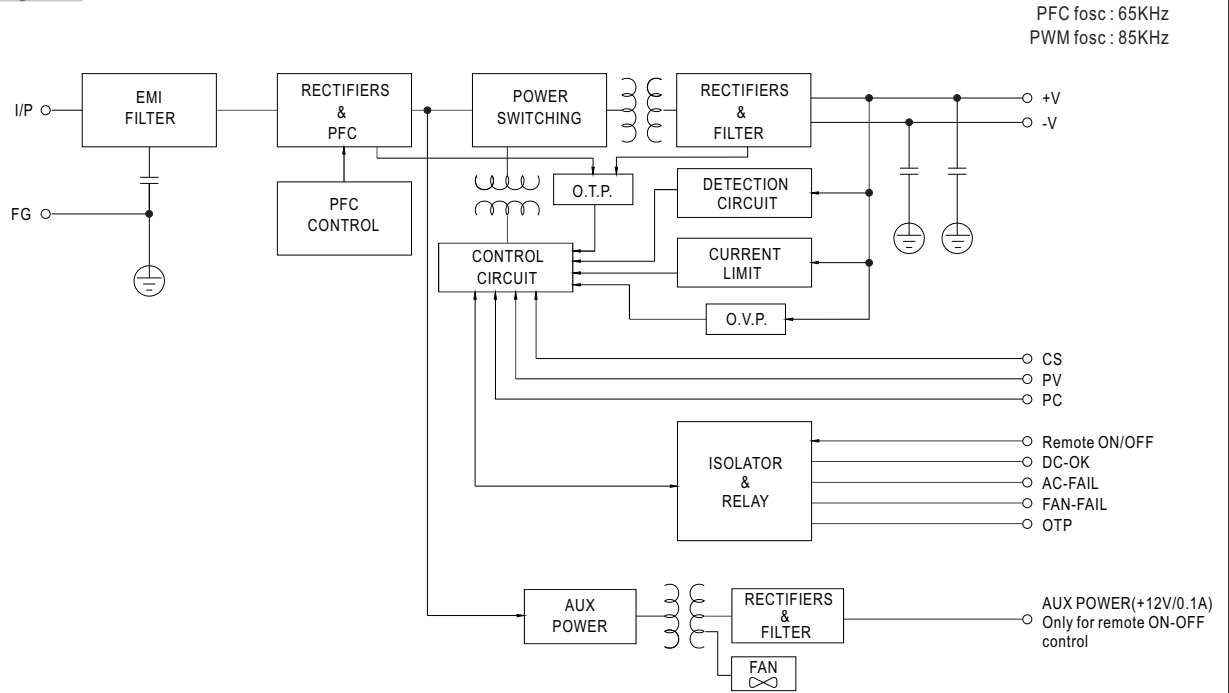 PFC fosc : 65KHz
PWM fosc : 85KHz
I/P
EMI
FILTER
RECTIFIERS
&
PFC
POWER
SWITCHING
RECTIFIERS
&
FILTER
+V
-V
FG
PFC
CONTROL
O.T.P.
DETECTION
CIRCUIT
CONTROL
CIRCUIT
CURRENT
LIMIT
O.V.P.
CS
PV
PC
ISOLATOR
&
RELAY
Remote ON/OFF
DC-OK
AC-FAIL
FAN-FAIL
OTP
AUX
POWER
RECTIFIERS
&
FILTER
FAN
AUX POWER(+12V/0.1A)
Only for remote ON-OFF
control